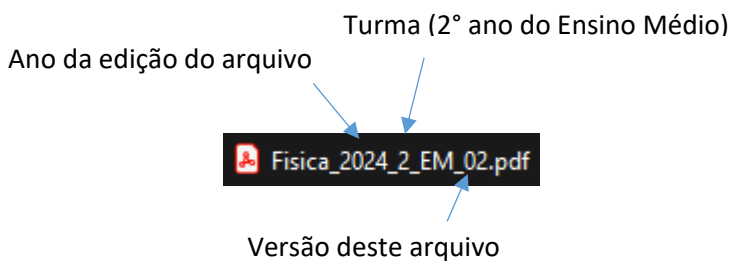 Turma (2° ano do Ensino Médio)
Ano da edição do arquivo
Fisica_2024_2_EM_02.pdf
Versão deste arquivo